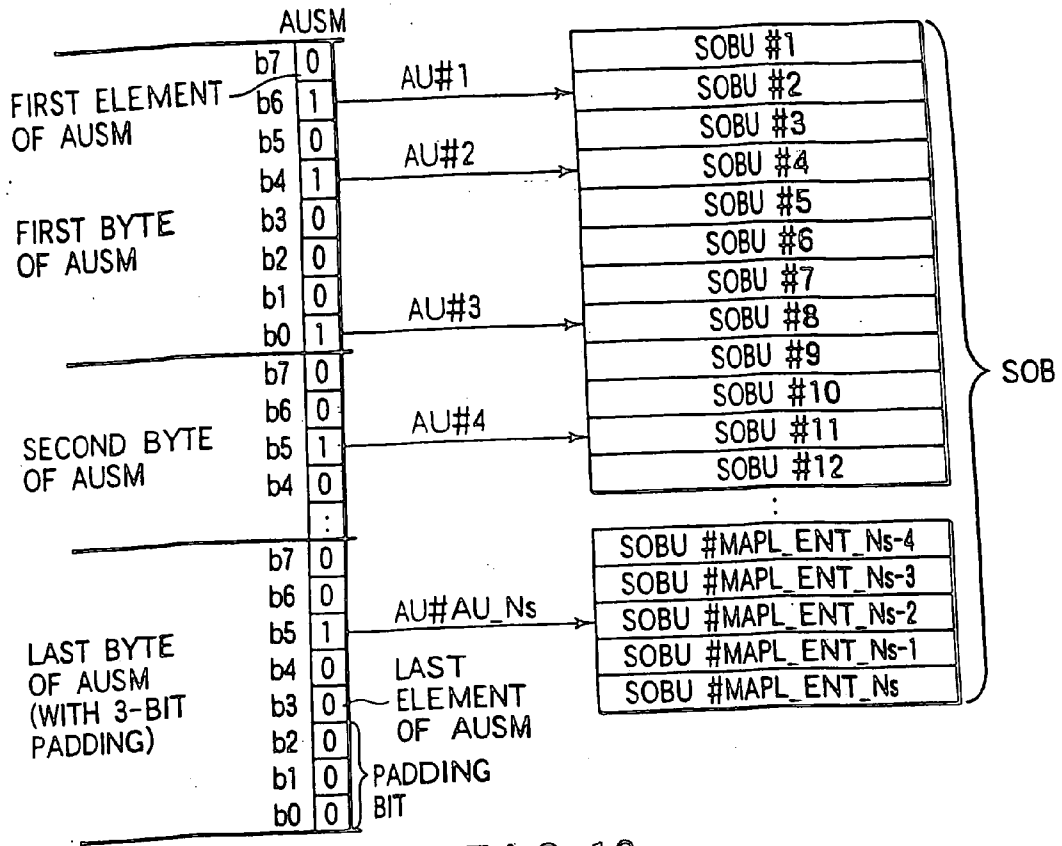 AUSM
b7 0
FIRST ELEMENT
OF AUSM
b6 1
b5 0
b4 1
FIRST BYTE
OF AUSM
b3 0
b2 0
b1 0
b0 1
b7 0
b6 0
SECOND BYTE
OF AUSM
b5 1
b4 0
:
b7 0
b6 0
b5 1
LAST BYTE
OF AUSM
(WITH 3-BIT
PADDING)
b4 0
b3 0
b2 0
b1 0
b0 0
LAST
ELEMENT
OF AUSM
PADDING
BIT
AU#1
AU#2
AU#3
AU#4
AU#AU_Ns
SOBU #1
SOBU #2
SOBU #3
SOBU #4
SOBU #5
SOBU #6
SOBU #7
SOBU #8
SOBU #9
SOBU #10
SOBU #11
SOBU #12
:
SOBU #MAPL_ENT_Ns-4
SOBU #MAPL_ENT_Ns-3
SOBU #MAPL_ENT_Ns-2
SOBU #MAPL_ENT_Ns-1
SOBU #MAPL_ENT_Ns
SOB